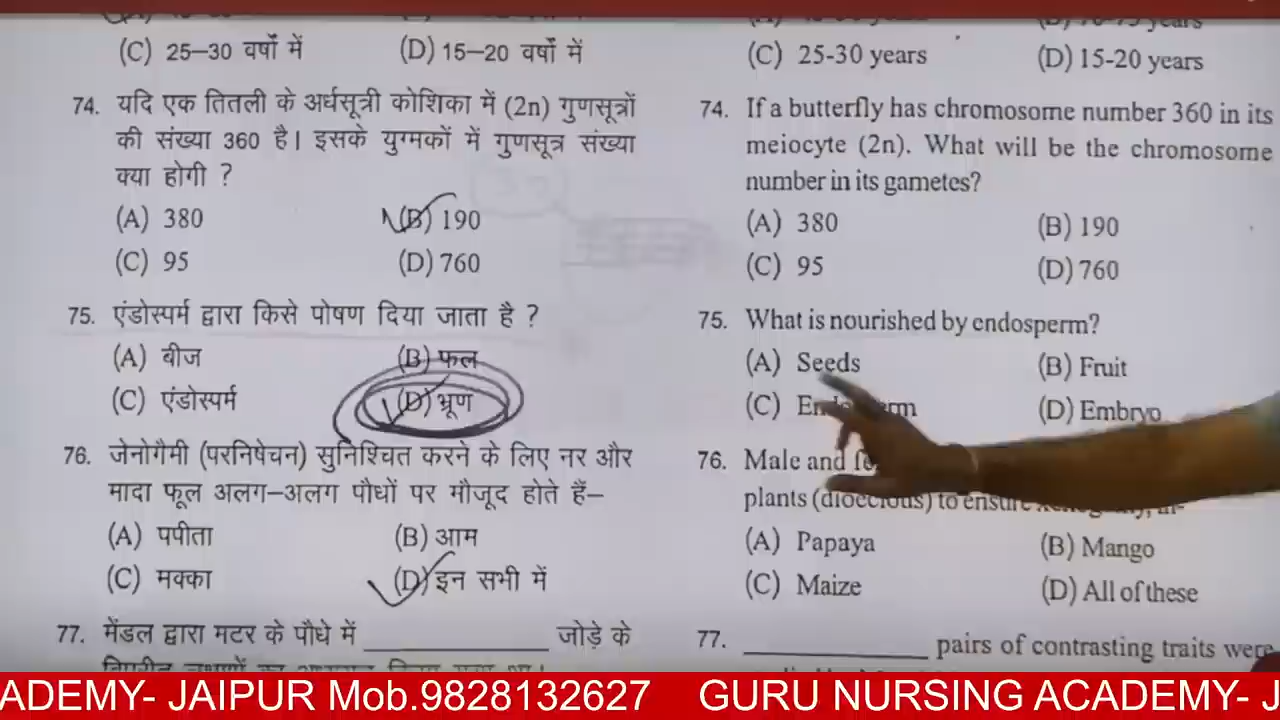 (C) 25–30 वर्षों में (D) 15–20 वर्षों में
74. यदि एक तितली के अर्धसूत्री कोशिका में (2n) गुणसूत्रों
की संख्या 360 है। इसके युग्मकों में गुणसूत्र संख्या
क्या होगी ?
(A) 380 (B) 190
(C) 95 (D) 760
75. एंडोस्पर्म द्वारा किसे पोषण दिया जाता है ?
(A) बीज (B) फल
(C) एंडोस्पर्म (D) भ्रूण
76. जेनोगैमी (परनिषेचन) सुनिश्चित करने के लिए नर और
मादा फूल अलग–अलग पौधों पर मौजूद होते हैं–
(A) पपीता (B) आम
(C) मक्का (D) इन सभी में
77. मेंडल द्वारा मटर के पौधे में ____________ जोड़े के
years
(C) 25-30 years (D) 15-20 years
74. If a butterfly has chromosome number 360 in its
meiocyte (2n). What will be the chromosome
number in its gametes?
(A) 380 (B) 190
(C) 95 (D) 760
75. What is nourished by endosperm?
(A) Seeds (B) Fruit
(C) (D) Embryo
76. Male and
plants (dioecious) to ensure
(A) Papaya (B) Mango
(C) Maize (D) All of these
77. ____________ pairs of contrasting traits were
ADEMY- JAIPUR Mob.9828132627 GURU NURSING ACADEMY- J